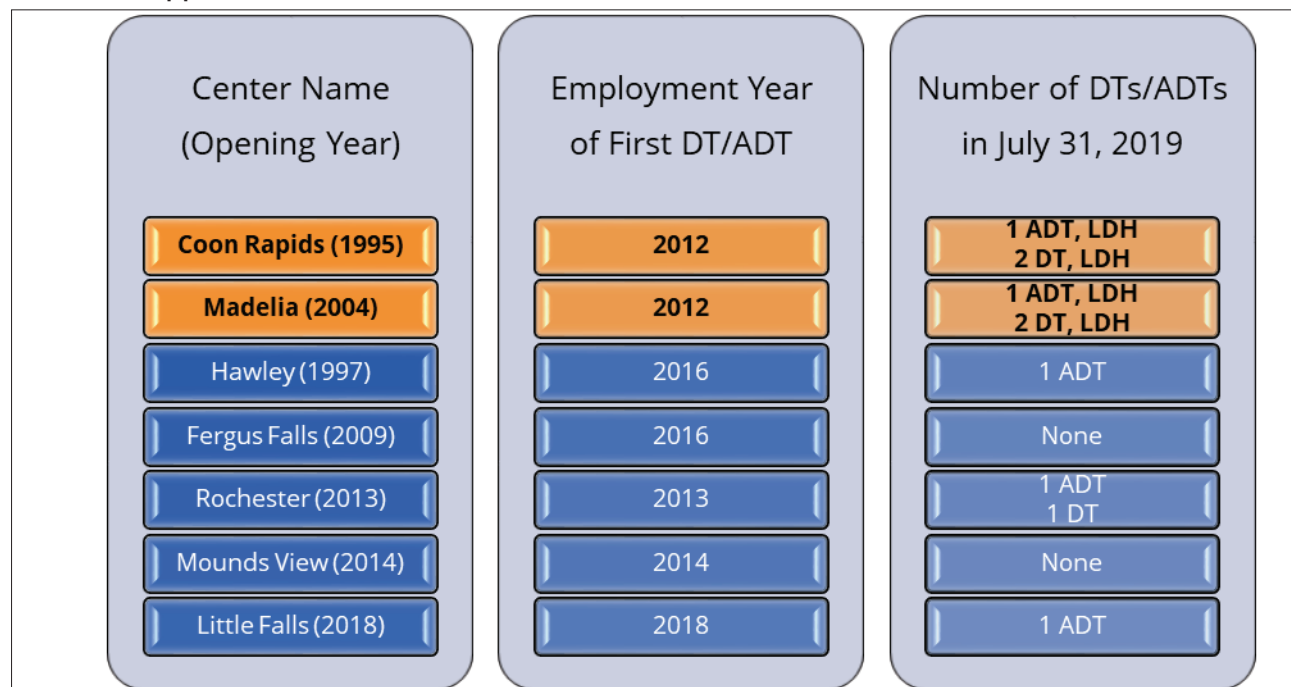 Center Name
(Opening Year)
Coon Rapids (1995)
Madelia (2004)
Hawley (1997)
Fergus Falls (2009)
Rochester (2013)
Mounds View (2014)
Little Falls (2018)
Employment Year
of First DT/ADT
2012
2012
2016
2016
2013
2014
2018
Number of DTs/ADTs
in July 31, 2019
1 ADT, LDH
2 DT, LDH
1 ADT, LDH
2 DT, LDH
1 ADT
None
1 ADT
1 DT
None
1 ADT